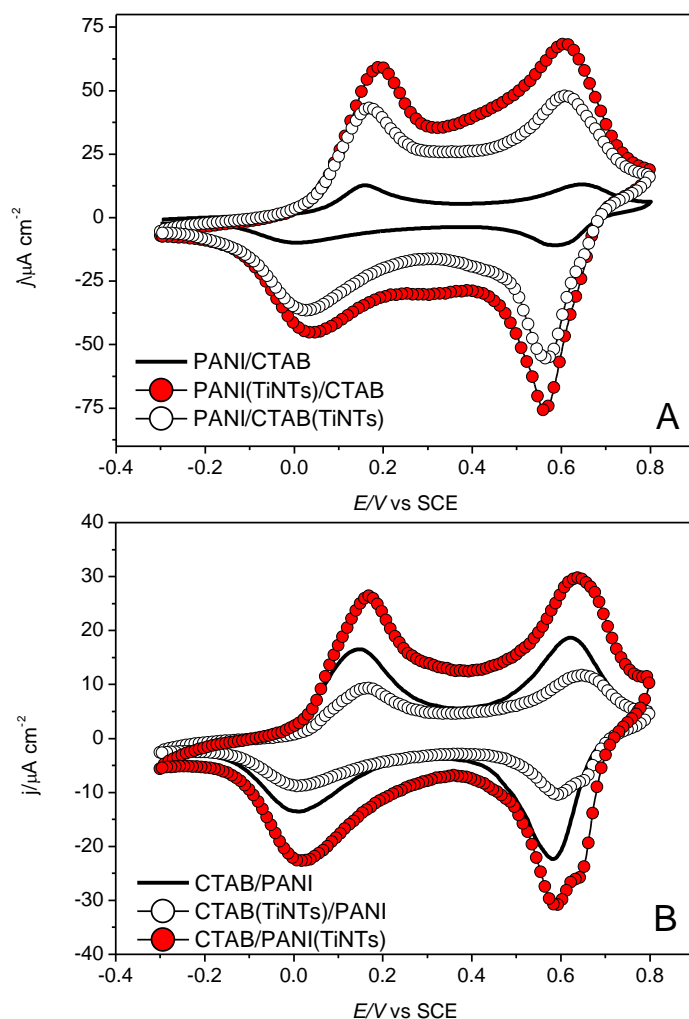 75
50
25
0
-25
-50
-75
j/µA cm-2
PANI/CTAB
PANI(TiNTs)/CTAB
PANI/CTAB(TiNTs)
A
-0.4 -0.2 0.0 0.2 0.4 0.6 0.8
E/V vs SCE
40
30
20
10
0
-10
-20
-30
-40
j/µA cm-2
CTAB/PANI
CTAB(TiNTs)/PANI
CTAB/PANI(TiNTs)
B
-0.4 -0.2 0.0 0.2 0.4 0.6 0.8
E/V vs SCE